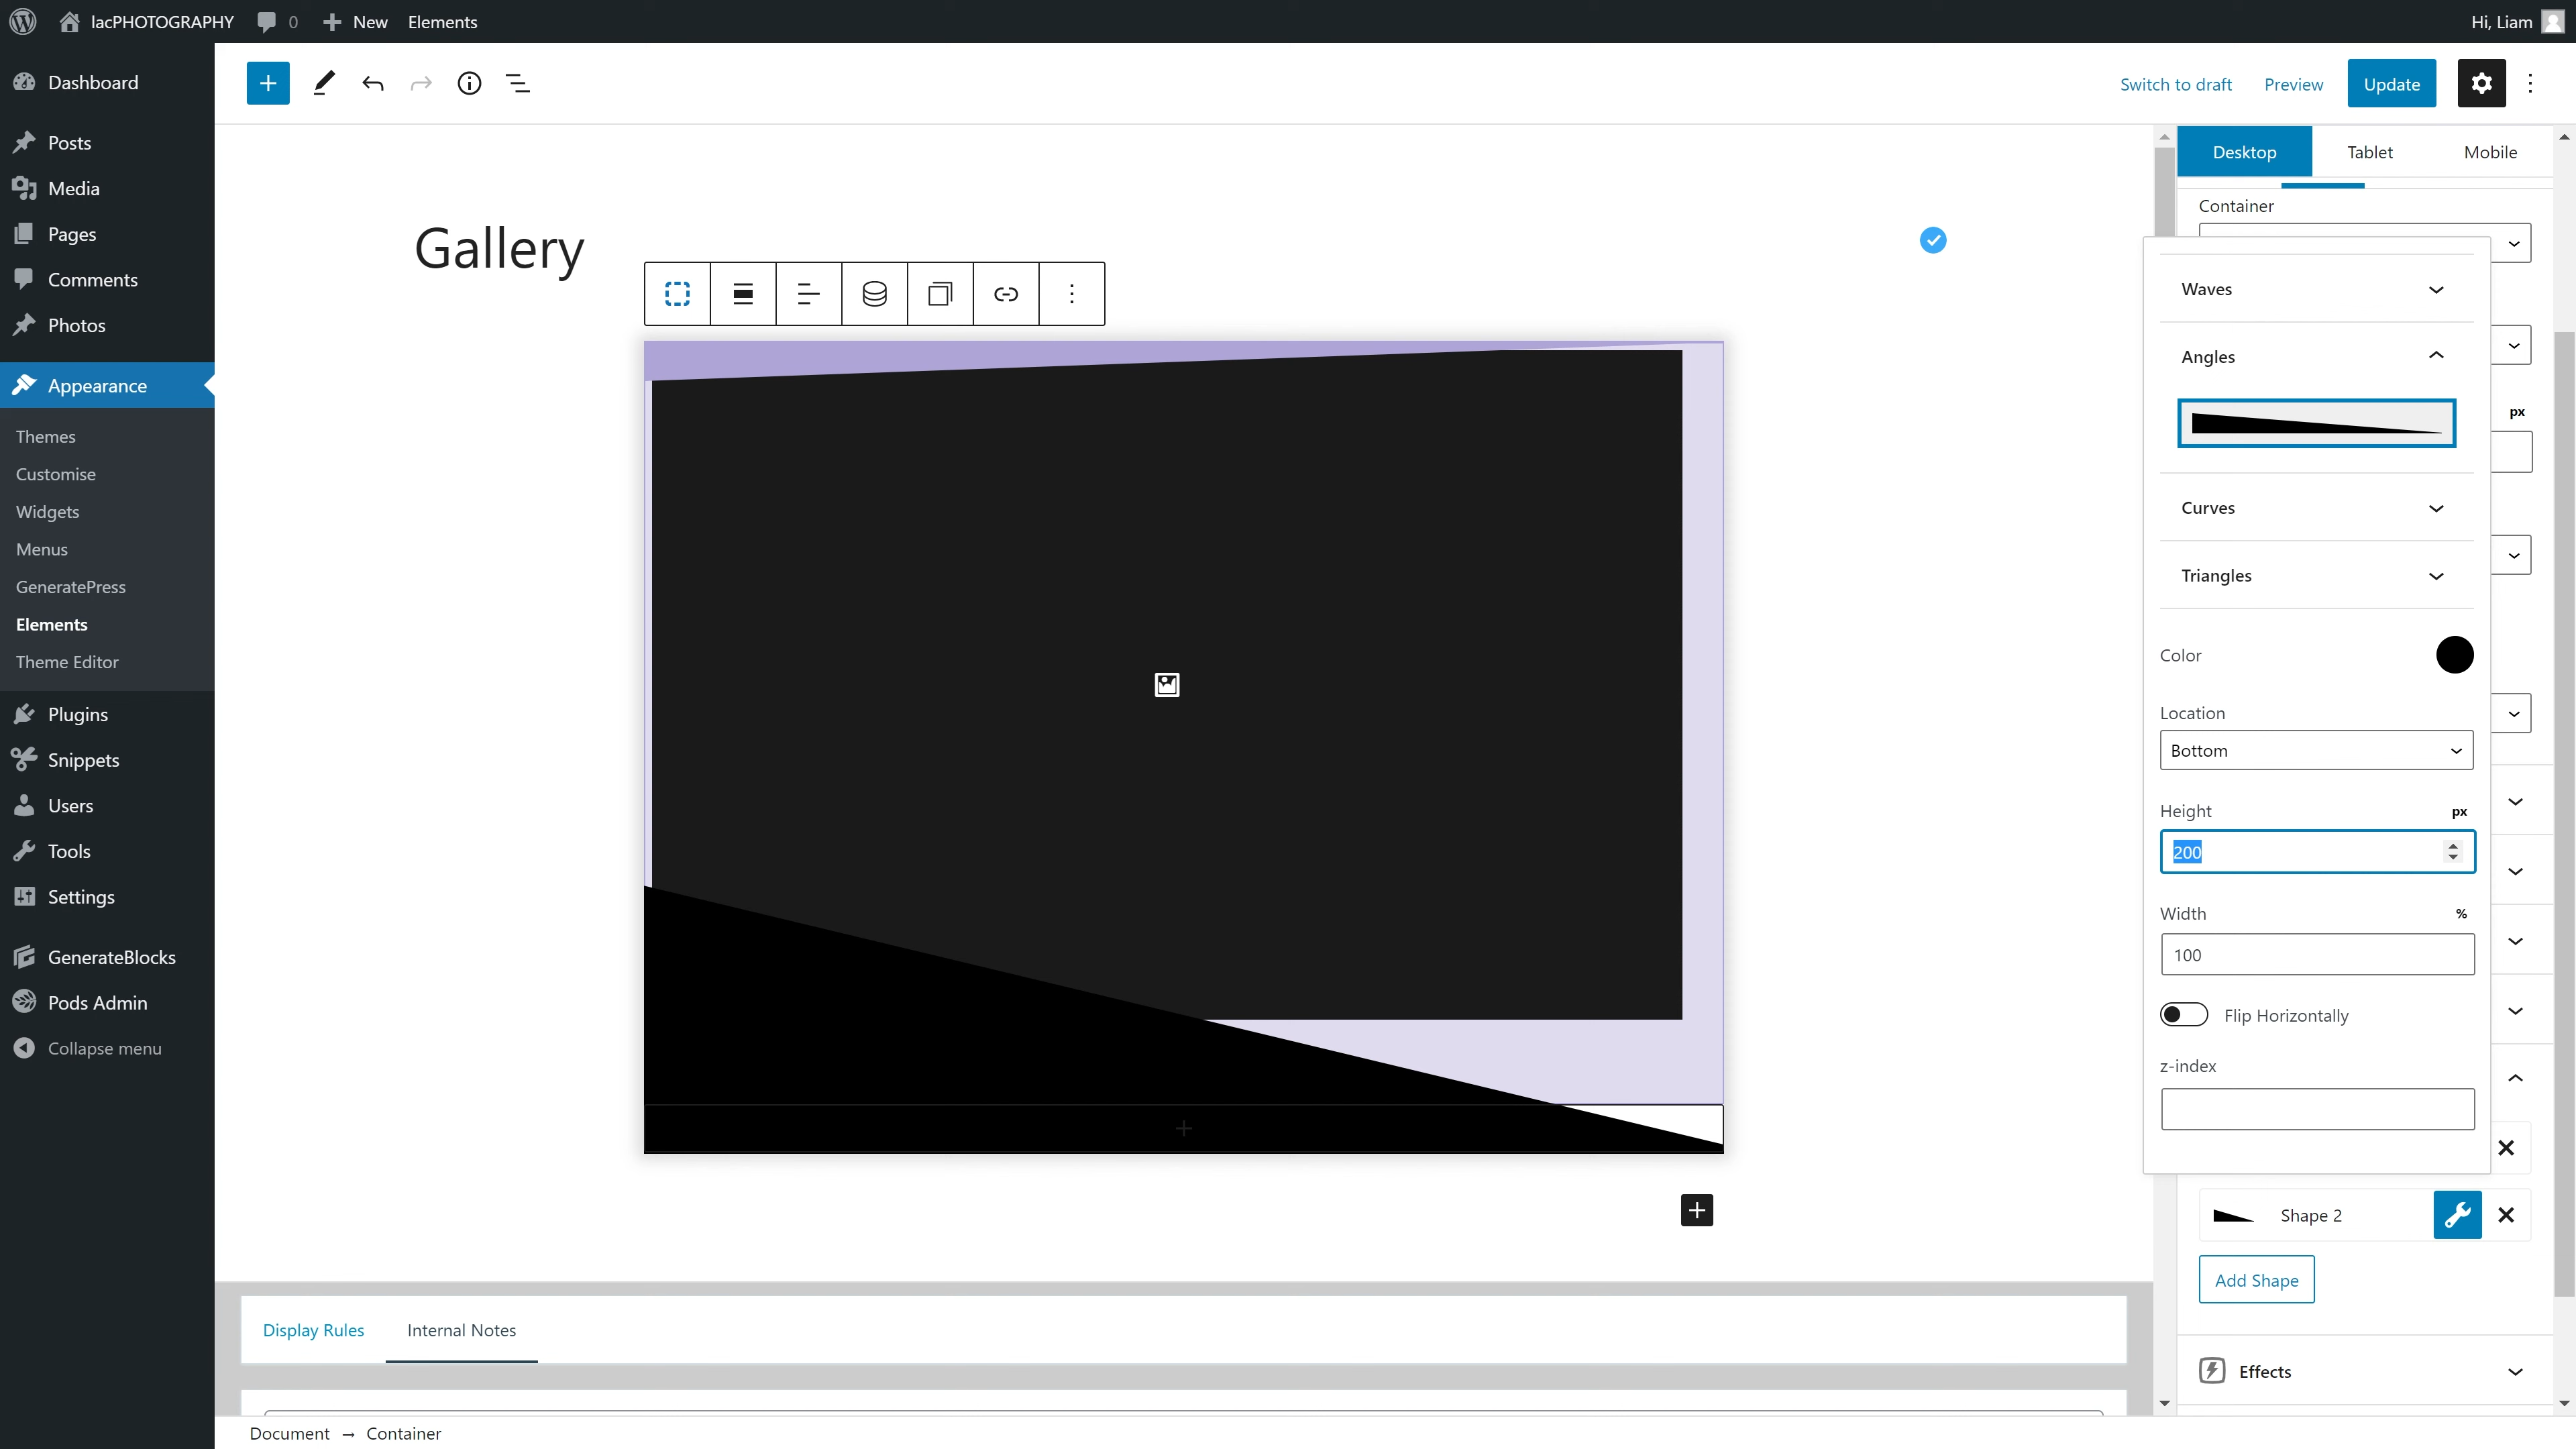 lacPHOTOGRAPHY 0 New Elements Hi, Liam
Switch to draft Preview Update
Dashboard
Posts
Media
Pages
Comments
Photos
Appearance
Themes
Customise
Widgets
Menus
GeneratePress
Elements
Theme Editor
Plugins
Snippets
Users
Tools
Settings
GenerateBlocks
Pods Admin
Collapse menu
Gallery
Desktop Tablet Mobile
Container
Waves
Angles
px
Curves
Triangles
Color
Location
Bottom
Height px
200
Width %
100
Flip Horizontally
z-index
Shape 2
Add Shape
Effects
Display Rules Internal Notes
Document → Container